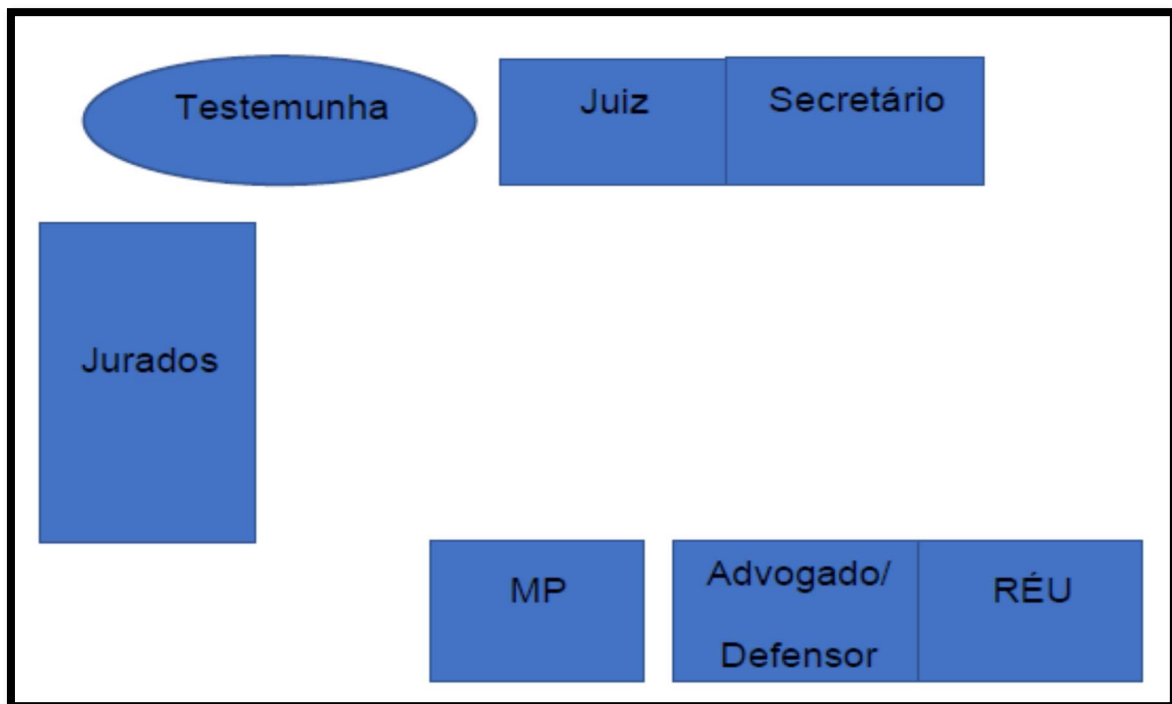 Testemunha
Juiz
Secretário
Jurados
MP
Advogado/
Defensor
RÉU